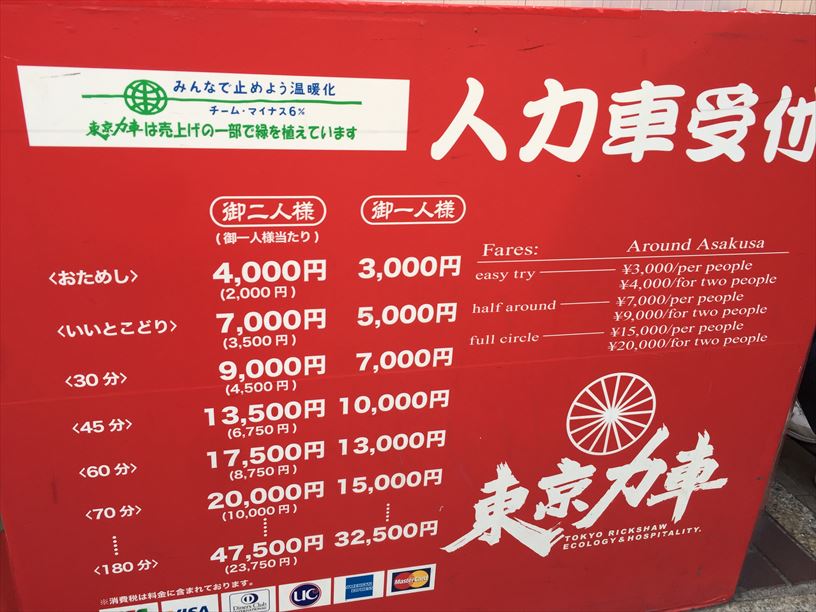 みんなで止めよう温暖化
チーム・マイナス6%
東京力車は売上げの一部で緑を植えています
人力車受付
御二人様 御一人様
(御一人様当たり)
<おためし> 4,000円 3,000円
(2,000円)
<いいとこどり> 7,000円 5,000円
(3,500円)
<30分> 9,000円 7,000円
(4,500円)
<45分> 13,500円 10,000円
(6,750円)
<60分> 17,500円 13,000円
(8,750円)
<70分> 20,000円 15,000円
(10,000円)
<180分> 47,500円 32,500円
(23,750円)
※消費税は料金に含まれております。
Fares: Around Asakusa
easy try ¥3,000/per people
¥4,000/for two people
half around ¥7,000/per people
¥9,000/for two people
full circle ¥15,000/per people
¥20,000/for two people
東京力車
TOKYO RICKSHAW
ECOLOGY & HOSPITALITY.
VISA Diners Club UC AMERICAN EXPRESS MasterCard